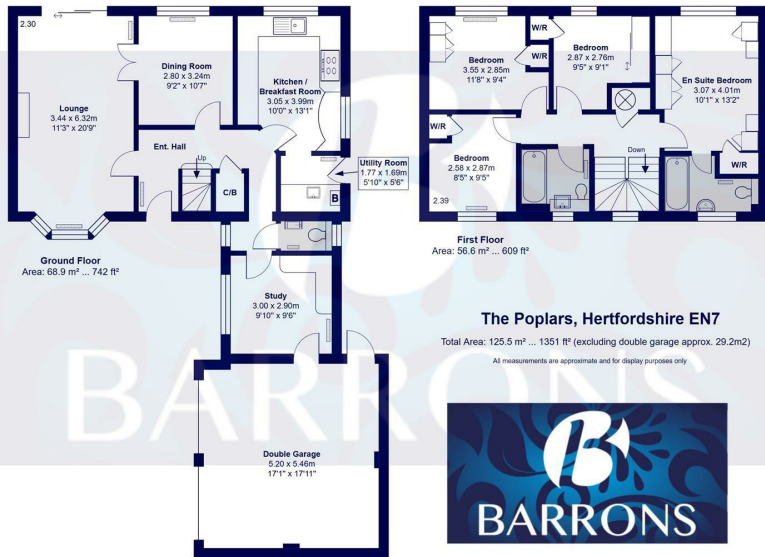 2.30
Dining Room
2.80 x 3.24m
9'2" x 10'7"
Kitchen /
Breakfast Room
3.05 x 3.99m
10'0" x 13'1"
Lounge
3.44 x 6.32m
11'3" x 20'9"
Ent. Hall
Up
C/B
Utility Room
1.77 x 1.69m
5'10" x 5'6"
B
Ground Floor
Area: 68.9 m² ... 742 ft²
Study
3.00 x 2.90m
9'10" x 9'6"
Double Garage
5.20 x 5.46m
17'1" x 17'11"
W/R
Bedroom
3.55 x 2.85m
11'8" x 9'4"
W/R
Bedroom
2.87 x 2.76m
9'5" x 9'1"
En Suite Bedroom
3.07 x 4.01m
10'1" x 13'2"
W/R
Bedroom
2.58 x 2.87m
8'5" x 9'5"
2.39
Down
W/R
First Floor
Area: 56.6 m² ... 609 ft²
The Poplars, Hertfordshire EN7
Total Area: 125.5 m² ... 1351 ft² (excluding double garage approx. 29.2m2)
All measurements are approximate and for display purposes only
BARRONS
B
BARRONS